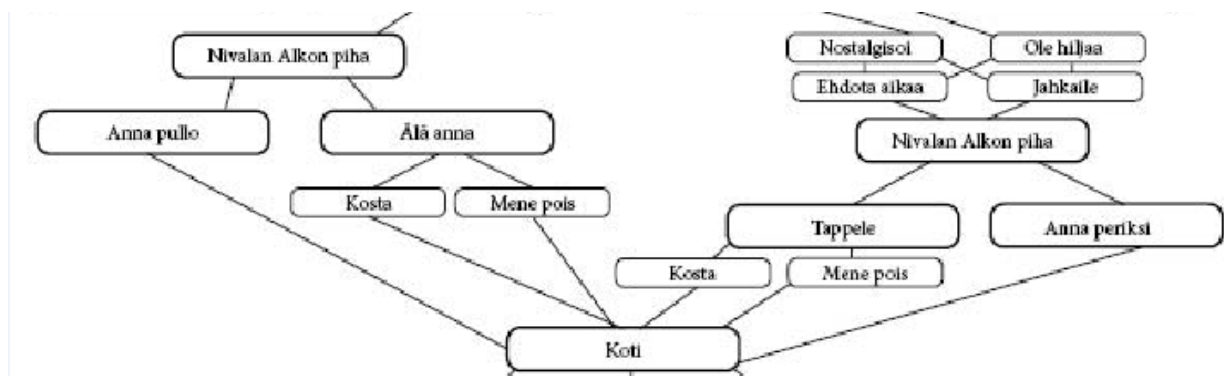 Nivalan Alkon piha
Nostalgisoi
Ole hiljaa
Ehdota aikaa
Jahkaile
Anna pullo
Älä anna
Nivalan Alkon piha
Kosta
Mene pois
Tappele
Anna periksi
Kosta
Mene pois
Koti